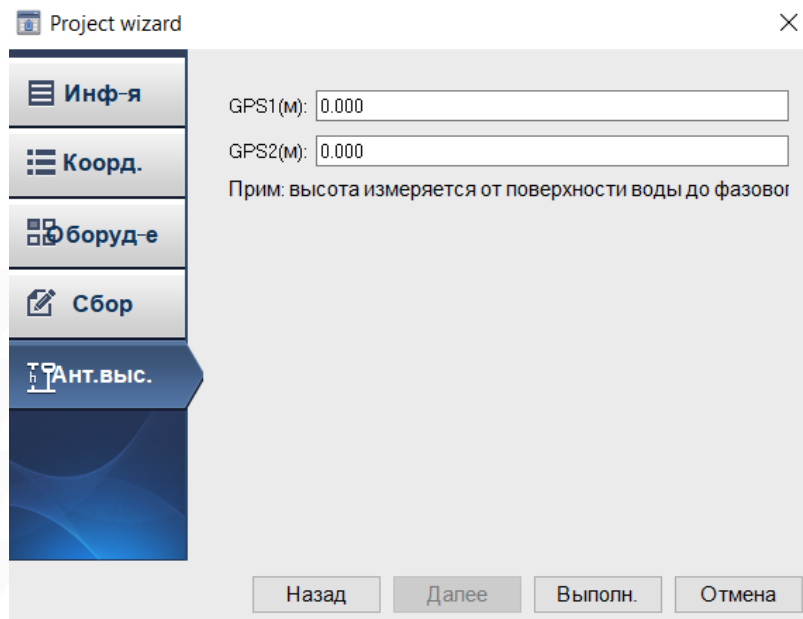 Project wizard
Инф-я
Коорд.
Оборуд-е
Сбор
Ант.выс.
GPS1(м): 0.000
GPS2(м): 0.000
Прим: высота измеряется от поверхности воды до фазовог
Назад Далее Выполн. Отмена